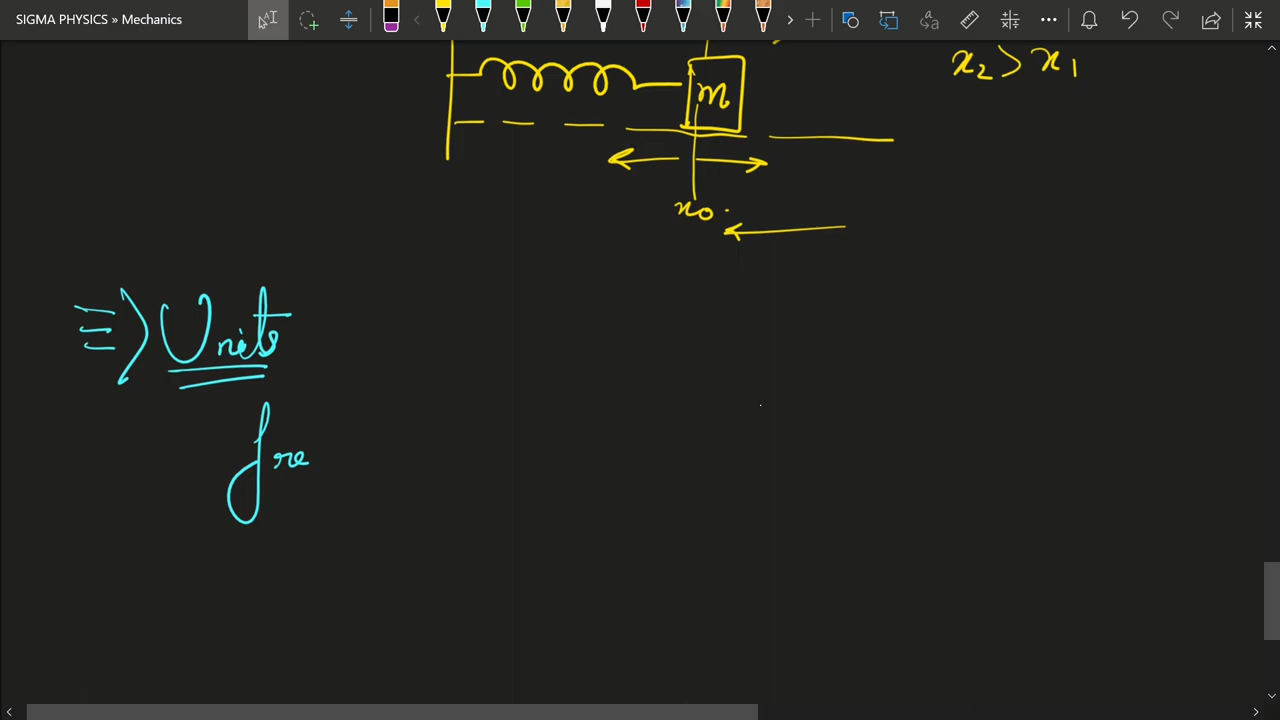 SIGMA PHYSICS » Mechanics
x₂ > x₁
m
x₀
⇒ Units
fre